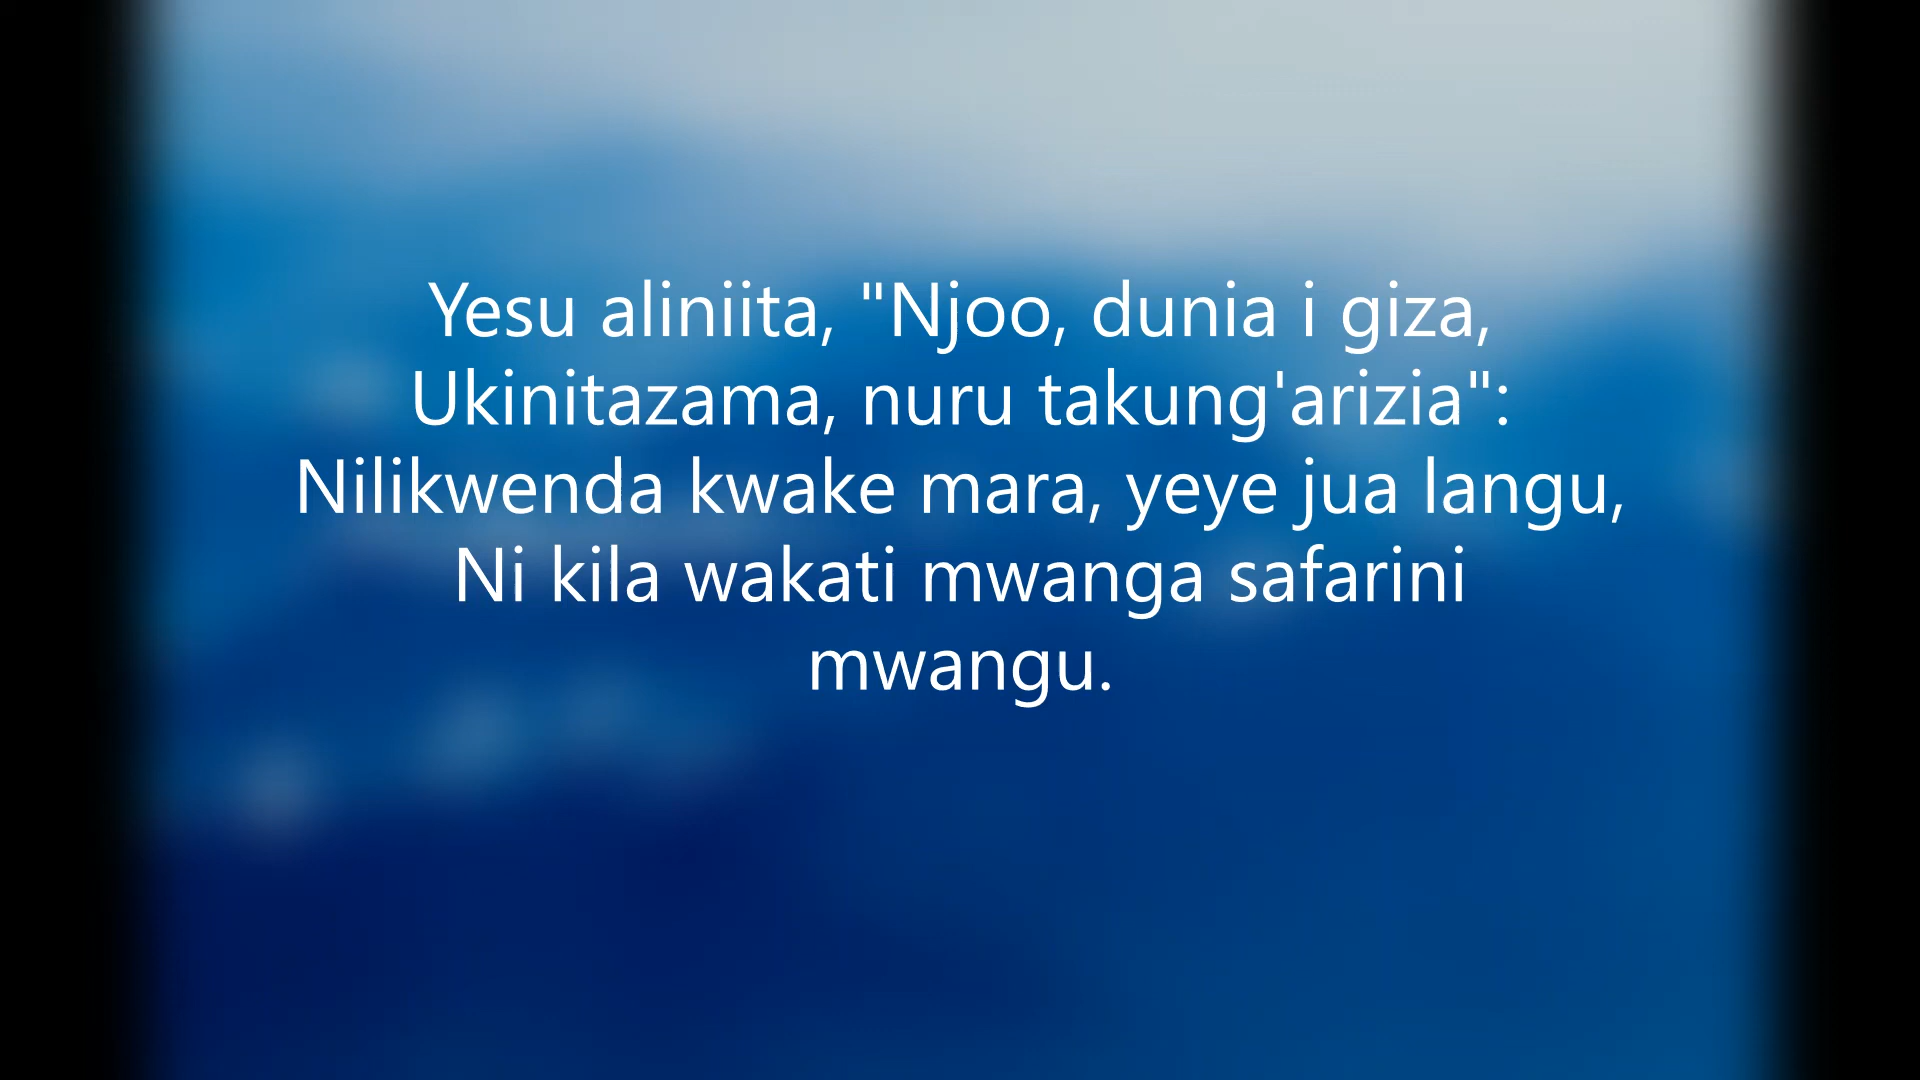 Yesu aliniita, "Njoo, dunia i giza,
Ukinitazama, nuru takung'arizia":
Nilikwenda kwake mara, yeye jua langu,
Ni kila wakati mwanga safarini
mwangu.